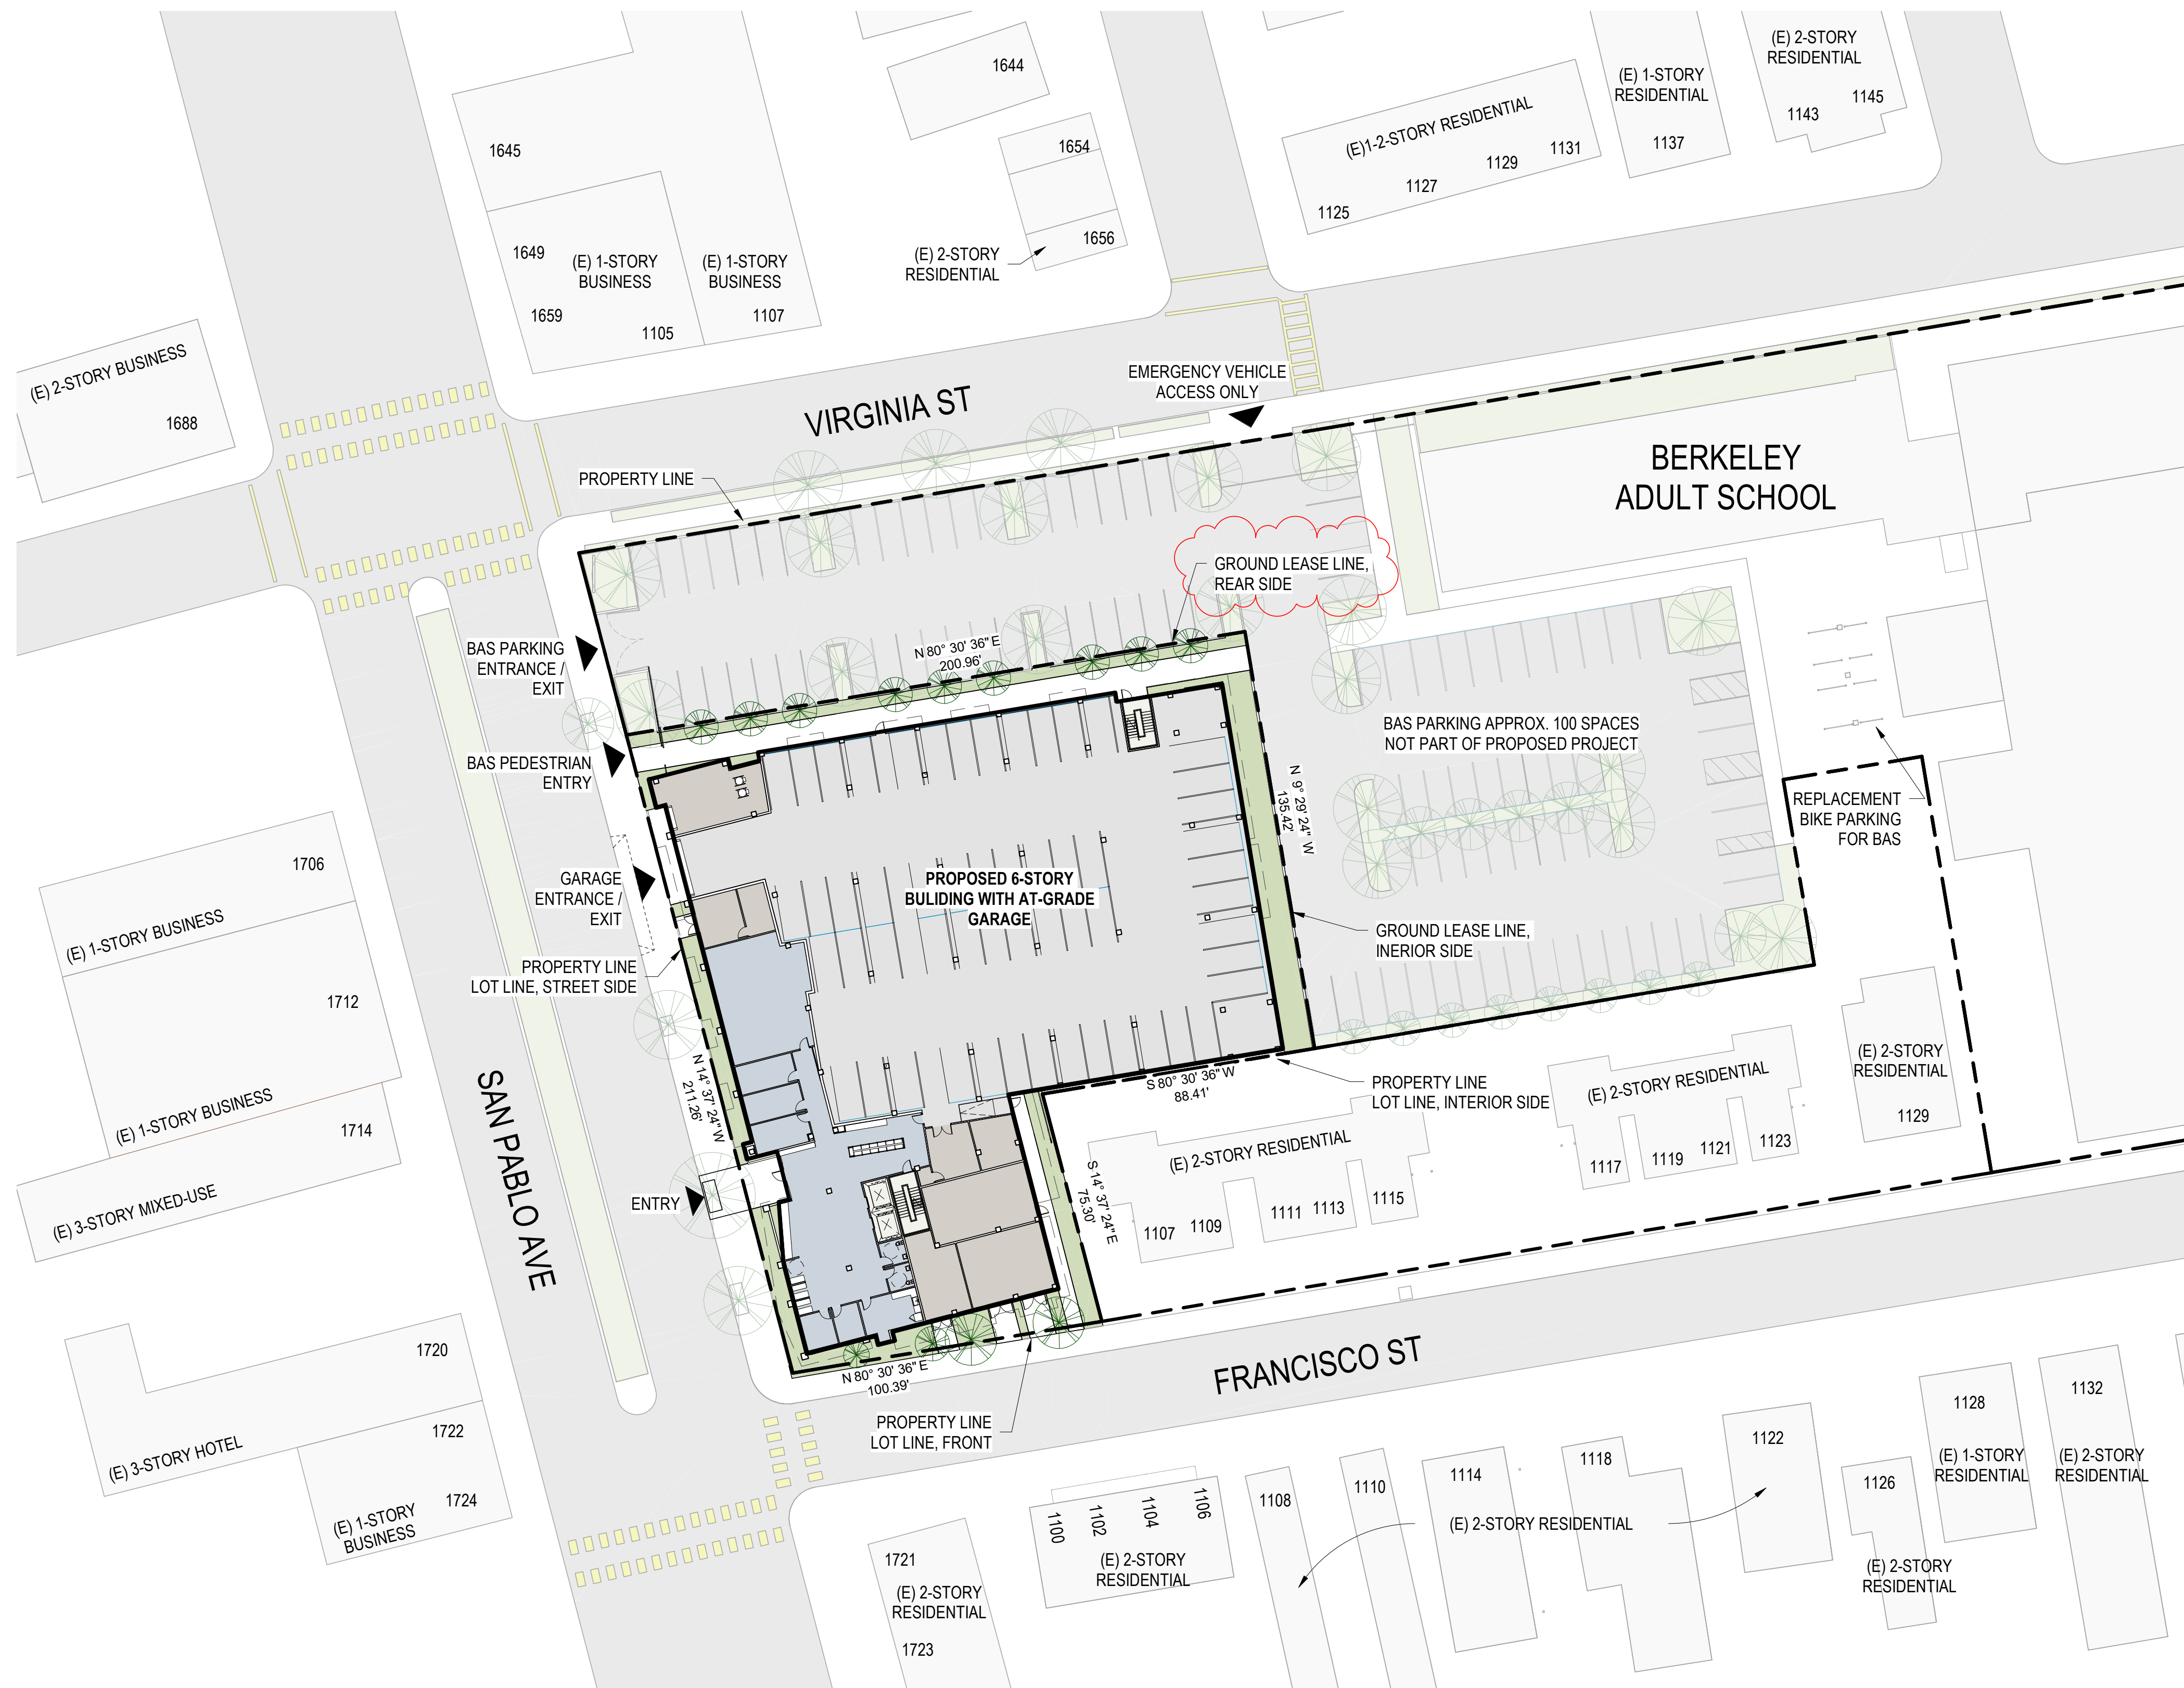 1644
(E) 2-STORY
RESIDENTIAL
1143
1145
(E) 1-STORY
RESIDENTIAL
1137
(E)1-2-STORY RESIDENTIAL
1125
1127
1129
1131
1645
1654
1656
(E) 2-STORY
RESIDENTIAL
1649
(E) 1-STORY
BUSINESS
1659
1105
(E) 1-STORY
BUSINESS
1107
(E) 2-STORY BUSINESS
1688
EMERGENCY VEHICLE
ACCESS ONLY
VIRGINIA ST
PROPERTY LINE
BERKELEY
ADULT SCHOOL
GROUND LEASE LINE,
REAR SIDE
BAS PARKING
ENTRANCE /
EXIT
N 80° 30' 36" E
200.96'
BAS PARKING APPROX. 100 SPACES
NOT PART OF PROPOSED PROJECT
BAS PEDESTRIAN
ENTRY
N 9° 29' 24" W
135.42'
REPLACEMENT
BIKE PARKING
FOR BAS
GARAGE
ENTRANCE /
EXIT
PROPOSED 6-STORY
BULIDING WITH AT-GRADE
GARAGE
GROUND LEASE LINE,
INERIOR SIDE
PROPERTY LINE
LOT LINE, STREET SIDE
1706
(E) 1-STORY BUSINESS
1712
(E) 1-STORY BUSINESS
1714
(E) 3-STORY MIXED-USE
SAN PABLO AVE
N 14° 37' 24" W
211.26'
S 80° 30' 36" W
88.41'
PROPERTY LINE
LOT LINE, INTERIOR SIDE
(E) 2-STORY RESIDENTIAL
1117
1119
1121
1123
(E) 2-STORY
RESIDENTIAL
1129
(E) 2-STORY RESIDENTIAL
1107
1109
1111
1113
1115
S 14° 37' 24" E
75.30'
ENTRY
N 80° 30' 36" E
100.39'
FRANCISCO ST
PROPERTY LINE
LOT LINE, FRONT
1720
(E) 3-STORY HOTEL
1722
1724
(E) 1-STORY
BUSINESS
1721
(E) 2-STORY
RESIDENTIAL
1723
1100
1102
1104
1106
(E) 2-STORY
RESIDENTIAL
1108
1110
1114
1118
(E) 2-STORY RESIDENTIAL
1122
1126
(E) 2-STORY
RESIDENTIAL
1128
(E) 1-STORY
RESIDENTIAL
1132
(E) 2-STORY
RESIDENTIAL